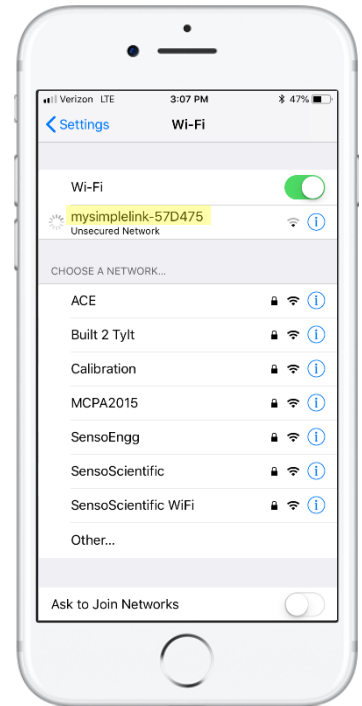 Verizon LTE 3:07 PM 47%
Settings Wi-Fi
Wi-Fi
mysimplelink-57D475
Unsecured Network
CHOOSE A NETWORK...
ACE
Built 2 Tylt
Calibration
MCPA2015
SensoEngg
SensoScientific
SensoScientific WiFi
Other...
Ask to Join Networks